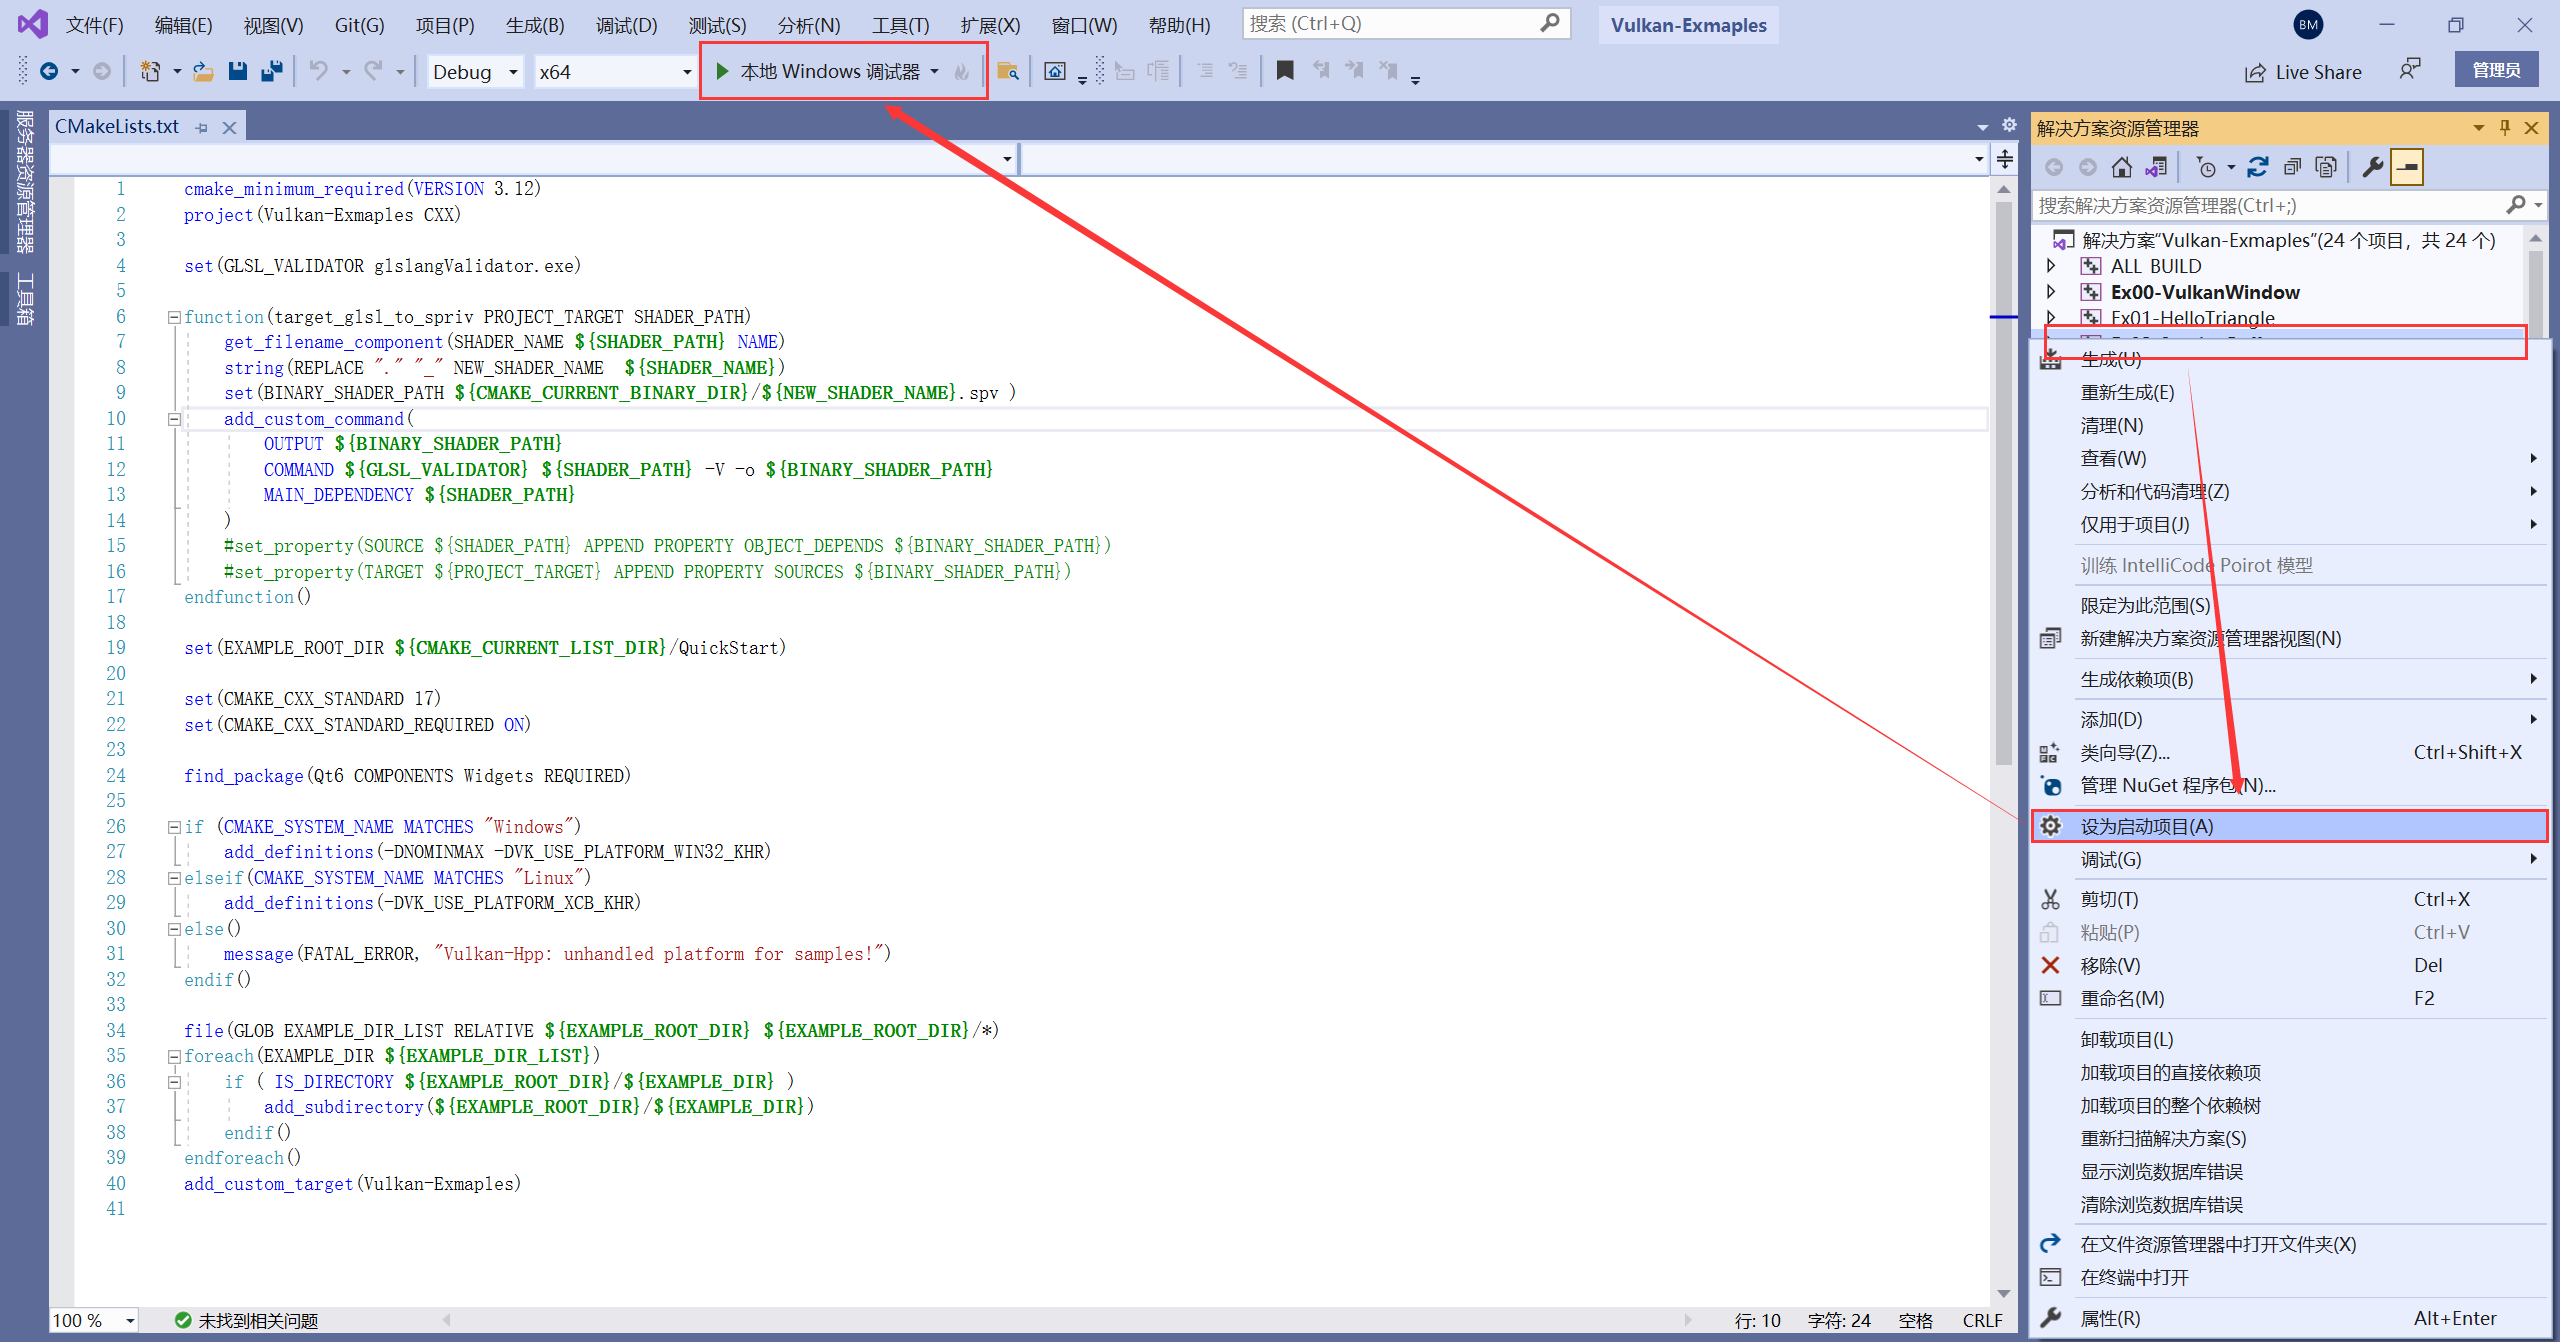 文件(F) 编辑(E) 视图(V) Git(G) 项目(P) 生成(B) 调试(D) 测试(S) 分析(N) 工具(T) 扩展(X) 窗口(W) 帮助(H) 搜索 (Ctrl+Q) Vulkan-Exmaples BM
Debug x64 本地 Windows 调试器 Live Share 管理员
服务器资源管理器
工具箱
CMakeLists.txt
1 cmake_minimum_required(VERSION 3.12)
2 project(Vulkan-Exmaples CXX)
3
4 set(GLSL_VALIDATOR glslangValidator.exe)
5
6 function(target_glsl_to_spriv PROJECT_TARGET SHADER_PATH)
7 get_filename_component(SHADER_NAME ${SHADER_PATH} NAME)
8 string(REPLACE "." "_" NEW_SHADER_NAME  ${SHADER_NAME})
9 set(BINARY_SHADER_PATH ${CMAKE_CURRENT_BINARY_DIR}/${NEW_SHADER_NAME}.spv )
10 add_custom_command(
11 OUTPUT ${BINARY_SHADER_PATH}
12 COMMAND ${GLSL_VALIDATOR} ${SHADER_PATH} -V -o ${BINARY_SHADER_PATH}
13 MAIN_DEPENDENCY ${SHADER_PATH}
14 )
15 #set_property(SOURCE ${SHADER_PATH} APPEND PROPERTY OBJECT_DEPENDS ${BINARY_SHADER_PATH})
16 #set_property(TARGET ${PROJECT_TARGET} APPEND PROPERTY SOURCES ${BINARY_SHADER_PATH})
17 endfunction()
18
19 set(EXAMPLE_ROOT_DIR ${CMAKE_CURRENT_LIST_DIR}/QuickStart)
20
21 set(CMAKE_CXX_STANDARD 17)
22 set(CMAKE_CXX_STANDARD_REQUIRED ON)
23
24 find_package(Qt6 COMPONENTS Widgets REQUIRED)
25
26 if (CMAKE_SYSTEM_NAME MATCHES "Windows")
27 add_definitions(-DNOMINMAX -DVK_USE_PLATFORM_WIN32_KHR)
28 elseif(CMAKE_SYSTEM_NAME MATCHES "Linux")
29 add_definitions(-DVK_USE_PLATFORM_XCB_KHR)
30 else()
31 message(FATAL_ERROR, "Vulkan-Hpp: unhandled platform for samples!")
32 endif()
33
34 file(GLOB EXAMPLE_DIR_LIST RELATIVE ${EXAMPLE_ROOT_DIR} ${EXAMPLE_ROOT_DIR}/*)
35 foreach(EXAMPLE_DIR ${EXAMPLE_DIR_LIST})
36 if ( IS_DIRECTORY ${EXAMPLE_ROOT_DIR}/${EXAMPLE_DIR} )
37 add_subdirectory(${EXAMPLE_ROOT_DIR}/${EXAMPLE_DIR})
38 endif()
39 endforeach()
40 add_custom_target(Vulkan-Exmaples)
41
100 % 未找到相关问题 行: 10 字符: 24 空格 CRLF
解决方案资源管理器
搜索解决方案资源管理器(Ctrl+;)
解决方案"Vulkan-Exmaples"(24 个项目，共 24 个)
ALL_BUILD
Ex00-VulkanWindow
Ex01-HelloTriangle
生成(U)
重新生成(E)
清理(N)
查看(W)
分析和代码清理(Z)
仅用于项目(J)
训练 IntelliCode Poirot 模型
限定为此范围(S)
新建解决方案资源管理器视图(N)
生成依赖项(B)
添加(D)
类向导(Z)... Ctrl+Shift+X
管理 NuGet 程序包(N)...
设为启动项目(A)
调试(G)
剪切(T) Ctrl+X
粘贴(P) Ctrl+V
移除(V) Del
重命名(M) F2
卸载项目(L)
加载项目的直接依赖项
加载项目的整个依赖树
重新扫描解决方案(S)
显示浏览数据库错误
清除浏览数据库错误
在文件资源管理器中打开文件夹(X)
在终端中打开
属性(R) Alt+Enter